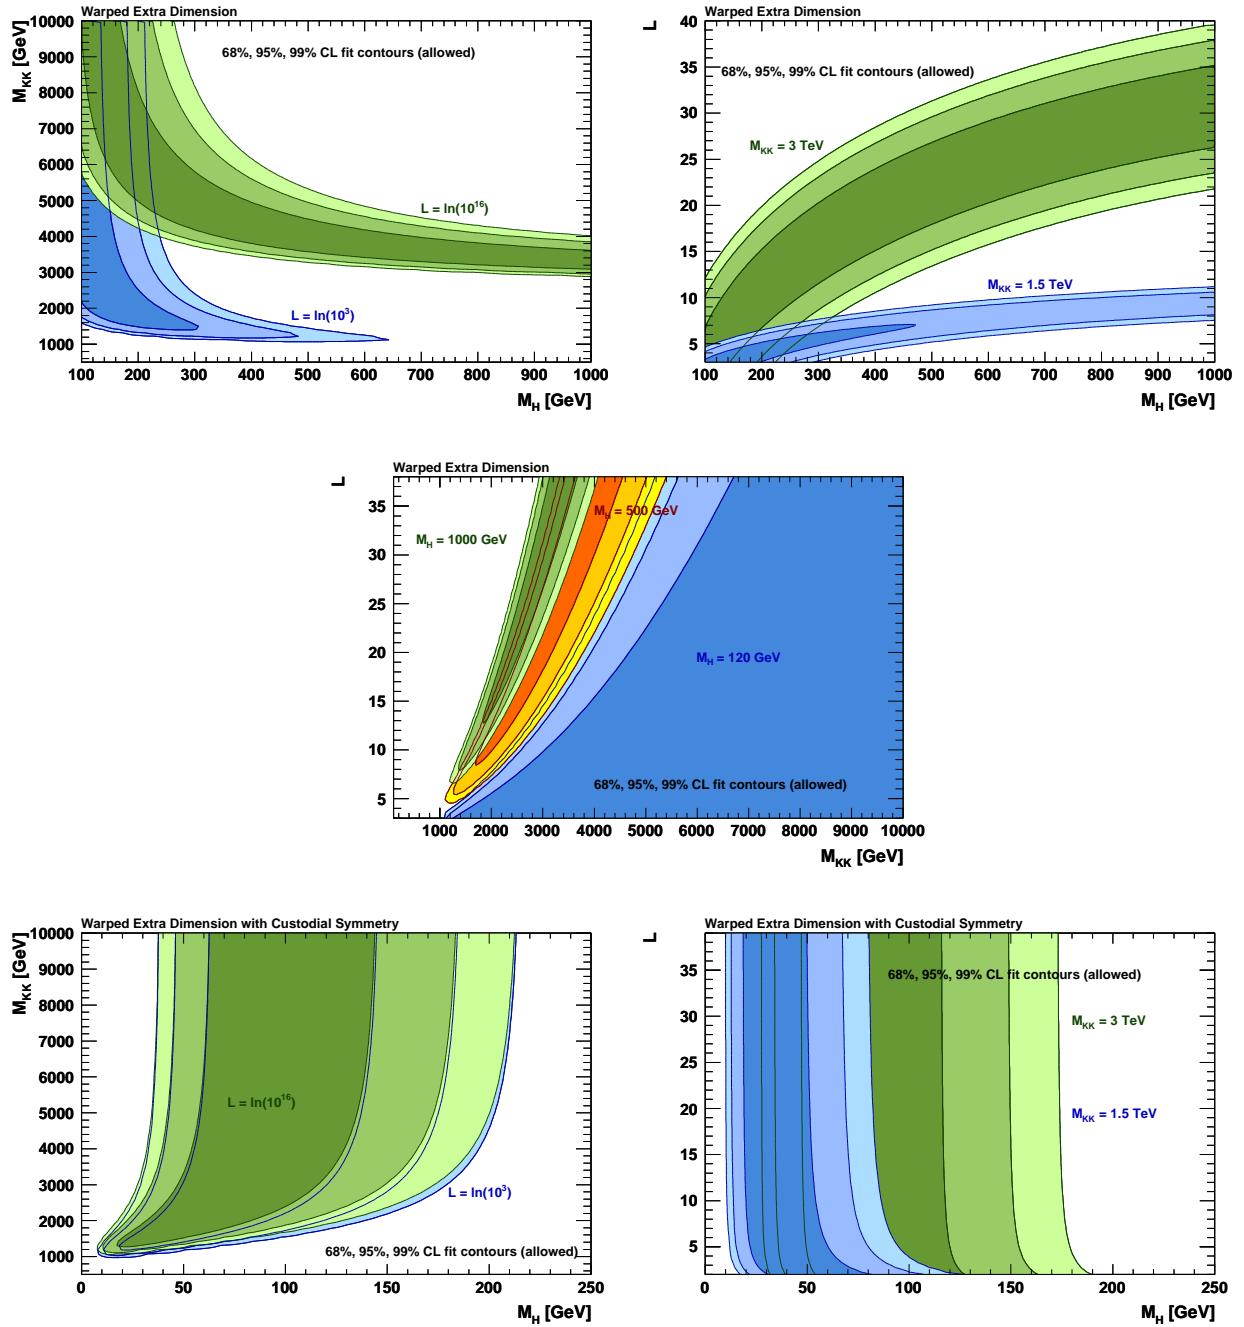 Warped Extra Dimension
M_KK [GeV]
10000
9000
8000
7000
6000
5000
4000
3000
2000
1000
68%, 95%, 99% CL fit contours (allowed)
L = ln(10^16)
L = ln(10^3)
100 200 300 400 500 600 700 800 900 1000
M_H [GeV]
Warped Extra Dimension
L
40
35
30
25
20
15
10
5
68%, 95%, 99% CL fit contours (allowed)
M_KK = 3 TeV
M_KK = 1.5 TeV
100 200 300 400 500 600 700 800 900 1000
M_H [GeV]
Warped Extra Dimension
L
35
30
25
20
15
10
5
M_H = 500 GeV
M_H = 1000 GeV
M_H = 120 GeV
68%, 95%, 99% CL fit contours (allowed)
1000 2000 3000 4000 5000 6000 7000 8000 9000 10000
M_KK [GeV]
Warped Extra Dimension with Custodial Symmetry
M_KK [GeV]
10000
9000
8000
7000
6000
5000
4000
3000
2000
1000
L = ln(10^16)
L = ln(10^3)
68%, 95%, 99% CL fit contours (allowed)
0 50 100 150 200 250
M_H [GeV]
Warped Extra Dimension with Custodial Symmetry
L
35
30
25
20
15
10
5
68%, 95%, 99% CL fit contours (allowed)
M_KK = 3 TeV
M_KK = 1.5 TeV
0 50 100 150 200 250
M_H [GeV]